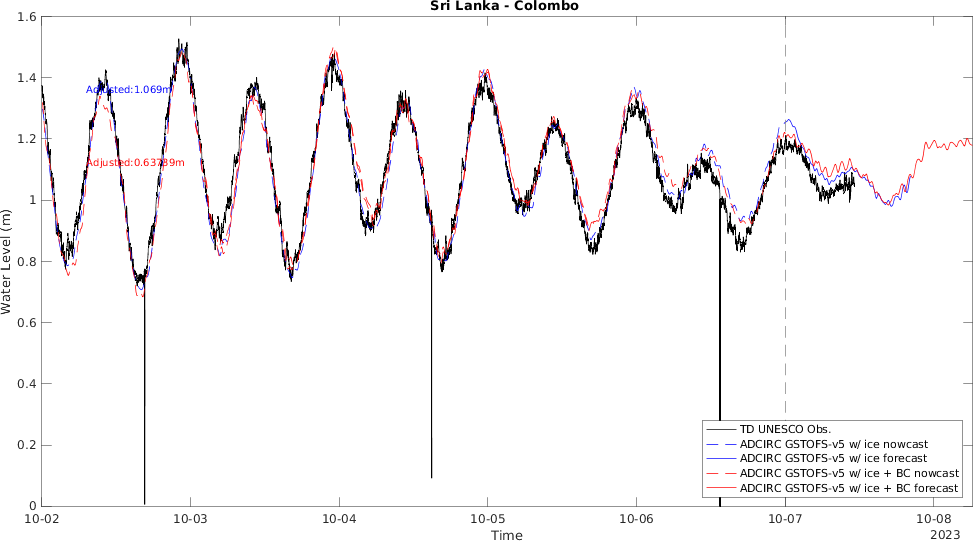 Sri Lanka - Colombo
1.6
1.4
1.2
1
0.8
0.6
0.4
0.2
0
Water Level (m)
Adjusted:1.069m
Adjusted:0.63739m
TD UNESCO Obs.
ADCIRC GSTOFS-v5 w/ ice nowcast
ADCIRC GSTOFS-v5 w/ ice forecast
ADCIRC GSTOFS-v5 w/ ice + BC nowcast
ADCIRC GSTOFS-v5 w/ ice + BC forecast
10-02 10-03 10-04 10-05 10-06 10-07 10-08
Time
2023